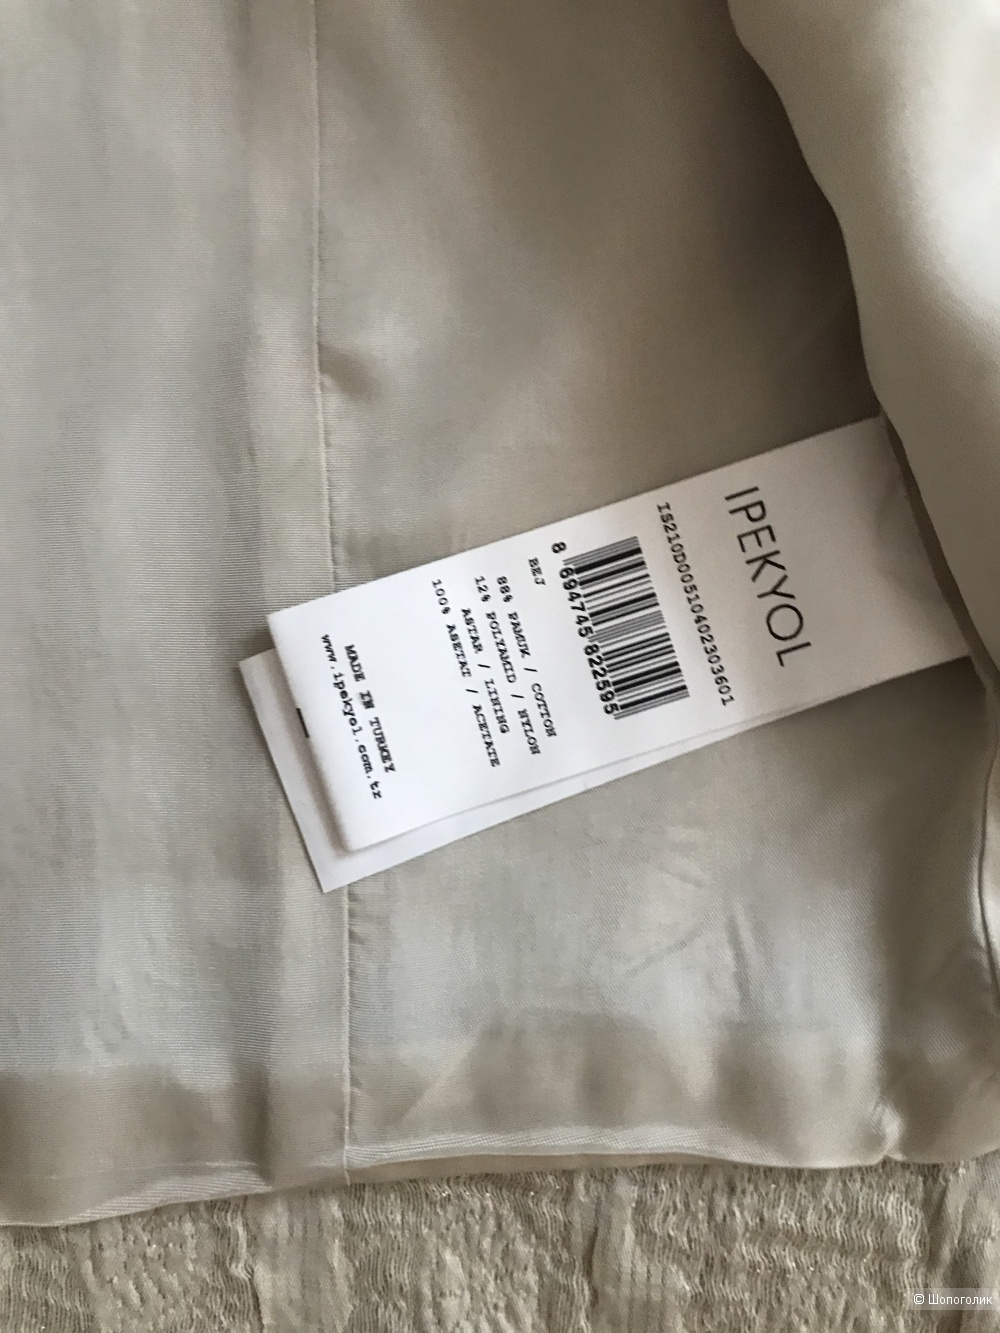 IPEKYOL
IS210D00510402303601
8 694745 822595
BEJ
88% PAMUK / COTTON
12% POLYAMID / NYLON
ASTAR / LINING
100% ASETAT / ACETATE
MADE IN TURKEY
www.ipekyol.com.tr
© Шопоголик